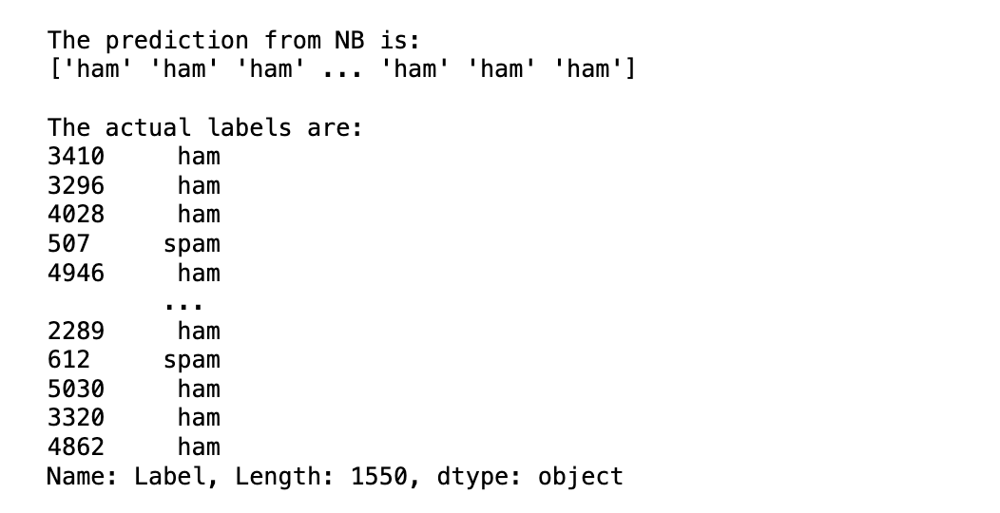 The prediction from NB is:
['ham' 'ham' 'ham' ... 'ham' 'ham' 'ham']
The actual labels are:
3410 ham
3296 ham
4028 ham
507 spam
4946 ham
...
2289 ham
612 spam
5030 ham
3320 ham
4862 ham
Name: Label, Length: 1550, dtype: object